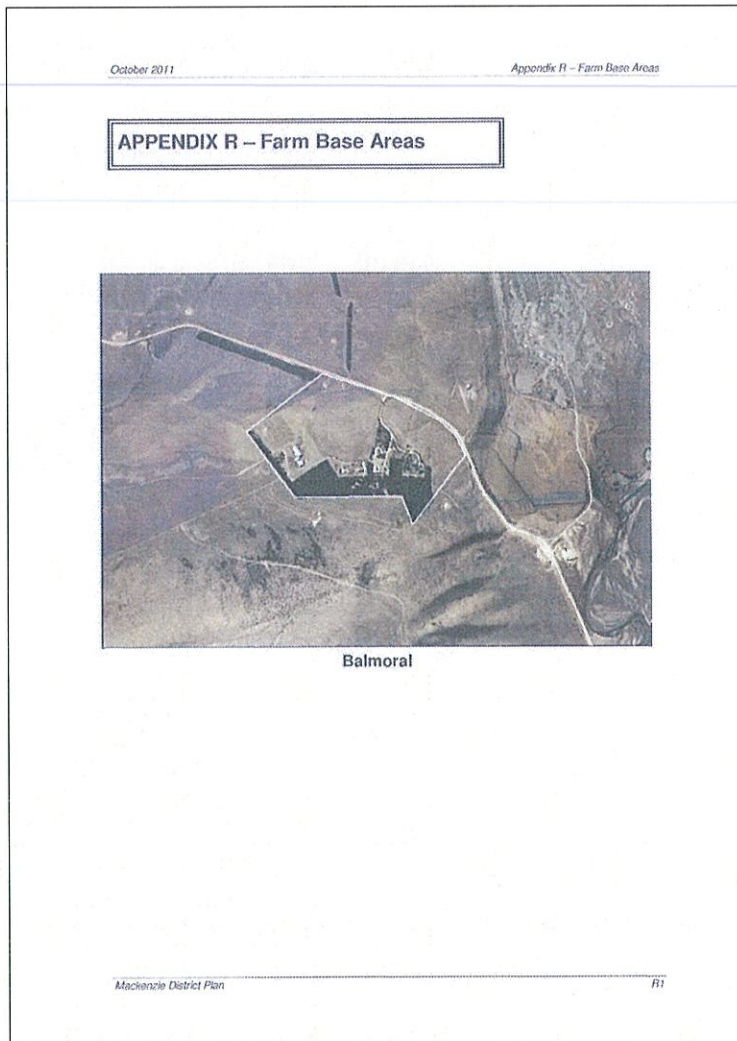 October 2011 Appendix R – Farm Base Areas
APPENDIX R – Farm Base Areas
Balmoral
Mackenzie District Plan R1